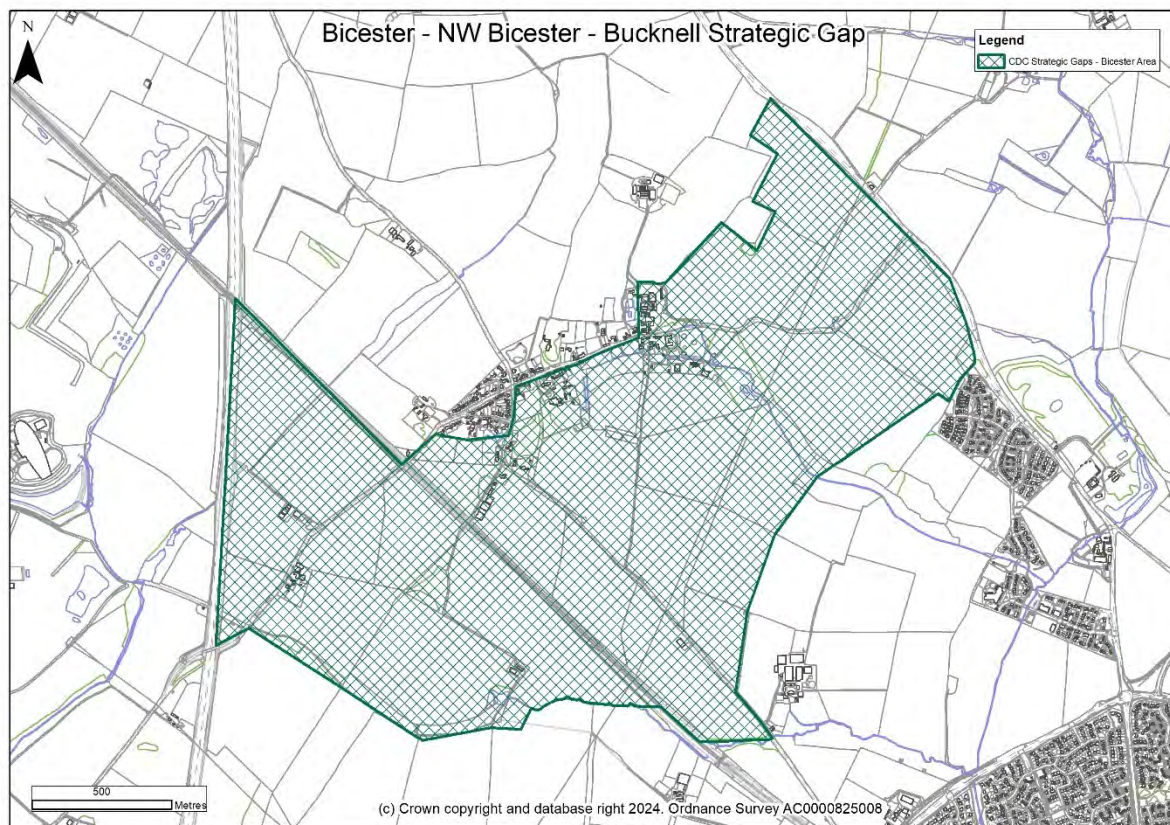 Bicester - NW Bicester - Bucknell Strategic Gap
N
Legend
CDC Strategic Gaps - Bicester Area
500
Metres
(c) Crown copyright and database right 2024. Ordnance Survey AC0000825008